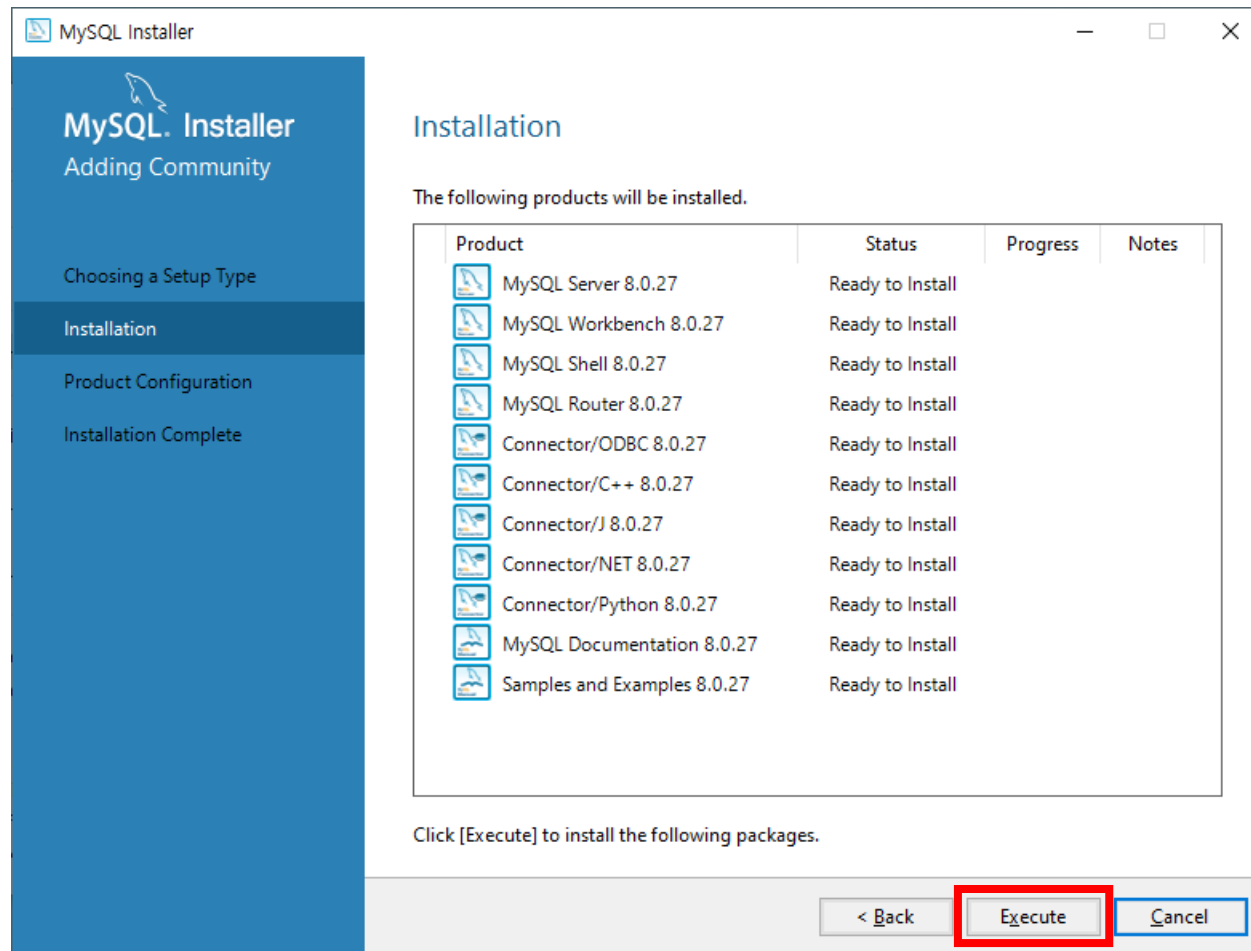 MySQL Installer
MySQL. Installer
Adding Community
Choosing a Setup Type
Installation
Product Configuration
Installation Complete
Installation
The following products will be installed.
Product Status Progress Notes
MySQL Server 8.0.27 Ready to Install
MySQL Workbench 8.0.27 Ready to Install
MySQL Shell 8.0.27 Ready to Install
MySQL Router 8.0.27 Ready to Install
Connector/ODBC 8.0.27 Ready to Install
Connector/C++ 8.0.27 Ready to Install
Connector/J 8.0.27 Ready to Install
Connector/NET 8.0.27 Ready to Install
Connector/Python 8.0.27 Ready to Install
MySQL Documentation 8.0.27 Ready to Install
Samples and Examples 8.0.27 Ready to Install
Click [Execute] to install the following packages.
< Back Execute Cancel